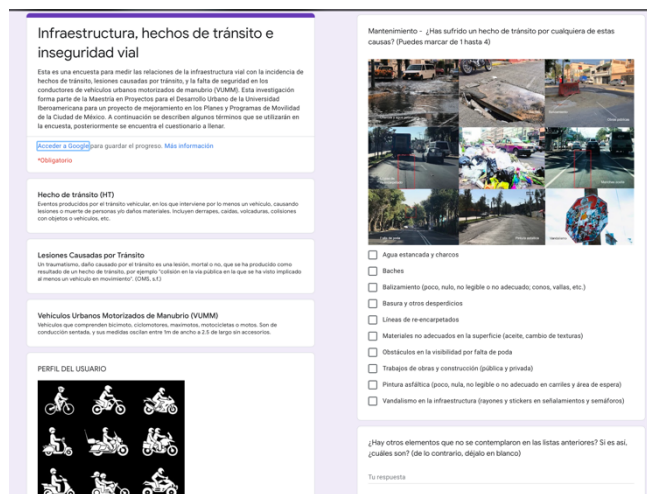 Infraestructura, hechos de tránsito e
inseguridad vial
Esta es una encuesta para medir las relaciones de la infraestructura vial con la incidencia de
hechos de tránsito, lesiones causadas por tránsito, y la falta de seguridad en los
conductores de vehículos urbanos motorizados de manubrio (VUMM). Esta investigación
forma parte de la Maestría en Proyectos para el Desarrollo Urbano de la Universidad
Iberoamericana para un proyecto de mejoramiento en los Planes y Programas de Movilidad
de la Ciudad de México. A continuación se describen algunos términos que se utilizarán en
la encuesta, posteriormente se encuentra el cuestionario a llenar.
Acceder a Google para guardar el progreso. Más información
*Obligatorio
Hecho de tránsito (HT)
Eventos producidos por el tránsito vehicular, en los que interviene por lo menos un vehículo, causando
lesiones o muerte de personas y/o daños materiales. Incluyen derrapes, caídas, volcaduras, colisiones
con objetos o vehículos, etc.
Lesiones Causadas por Tránsito
Un traumatismo, daño causado por el tránsito es una lesión, mortal o no, que se ha producido como
resultado de un hecho de tránsito, por ejemplo "colisión en la vía pública en la que se ha visto implicado
al menos un vehículo en movimiento". (OMS, s.f.)
Vehículos Urbanos Motorizados de Manubrio (VUMM)
Vehículos que comprenden bicimoto, ciclomotores, maximotos, motocicletas o motos. Son de
conducción sentada, y sus medidas oscilan entre 1m de ancho a 2.5 de largo sin accesorios.
PERFIL DEL USUARIO
Mantenimiento - ¿Has sufrido un hecho de tránsito por cualquiera de estas
causas? (Puedes marcar de 1 hasta 4)
Agua estancada y charcos
Baches
Balizamiento (poco, nulo, no legible o no adecuado; conos, vallas, etc.)
Basura y otros desperdicios
Líneas de re-encarpetados
Materiales no adecuados en la superficie (aceite, cambio de texturas)
Obstáculos en la visibilidad por falta de poda
Trabajos de obras y construcción (pública y privada)
Pintura asfáltica (poco, nula, no legible o no adecuado en carriles y área de espera)
Vandalismo en la infraestructura (rayones y stickers en señalamientos y semáforos)
¿Hay otros elementos que no se contemplaron en las listas anteriores? Si es así,
¿cuáles son? (de lo contrario, déjalo en blanco)
Tu respuesta